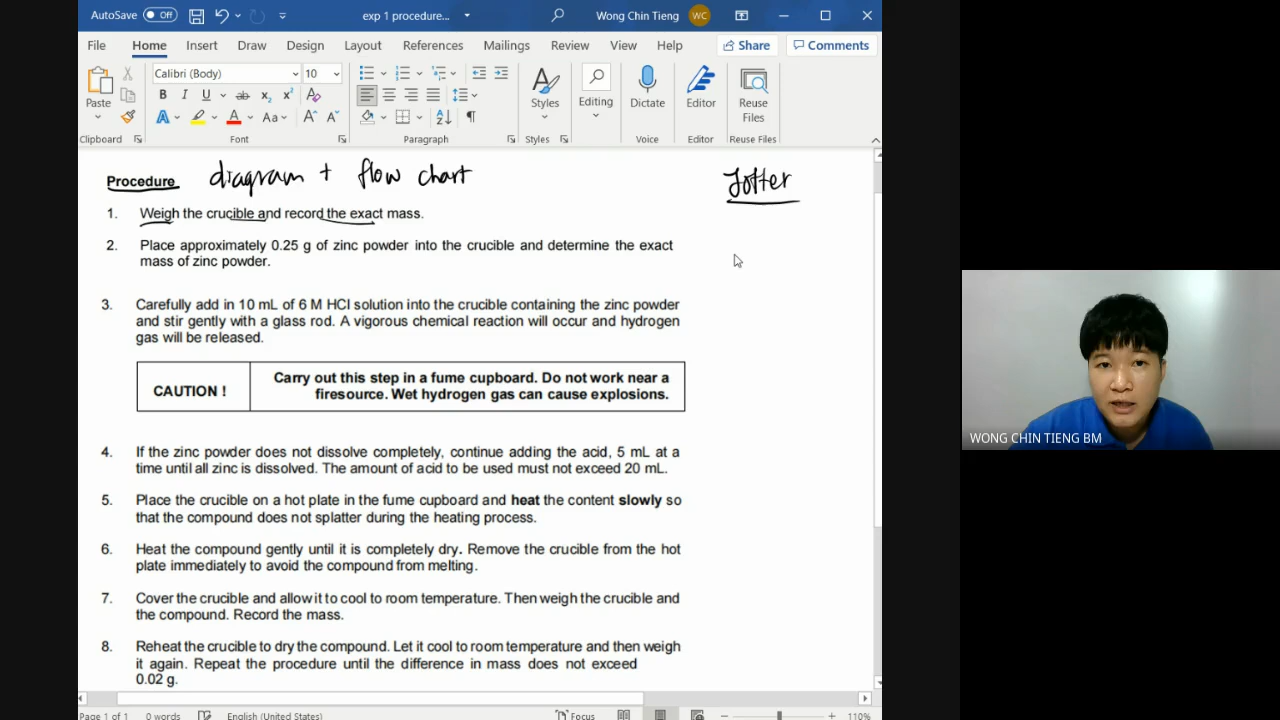 AutoSave Off exp 1 procedure... Wong Chin Tieng WC
File Home Insert Draw Design Layout References Mailings Review View Help Share Comments
Calibri (Body) 10
Paste
B I U ab x₂ x² A
A A Aa A A
Styles Editing Dictate Editor Reuse Files
Clipboard Font Paragraph Styles Voice Editor Reuse Files
Procedure diagram + flow chart Jotter
1. Weigh the crucible and record the exact mass.
2. Place approximately 0.25 g of zinc powder into the crucible and determine the exact
mass of zinc powder.
3. Carefully add in 10 mL of 6 M HCl solution into the crucible containing the zinc powder
and stir gently with a glass rod. A vigorous chemical reaction will occur and hydrogen
gas will be released.
CAUTION !
Carry out this step in a fume cupboard. Do not work near a
firesource. Wet hydrogen gas can cause explosions.
4. If the zinc powder does not dissolve completely, continue adding the acid, 5 mL at a
time until all zinc is dissolved. The amount of acid to be used must not exceed 20 mL.
5. Place the crucible on a hot plate in the fume cupboard and heat the content slowly so
that the compound does not splatter during the heating process.
6. Heat the compound gently until it is completely dry. Remove the crucible from the hot
plate immediately to avoid the compound from melting.
7. Cover the crucible and allow it to cool to room temperature. Then weigh the crucible and
the compound. Record the mass.
8. Reheat the crucible to dry the compound. Let it cool to room temperature and then weigh
it again. Repeat the procedure until the difference in mass does not exceed
0.02 g.
Page 1 of 1 0 words English (United States) Focus 110%
WONG CHIN TIENG BM